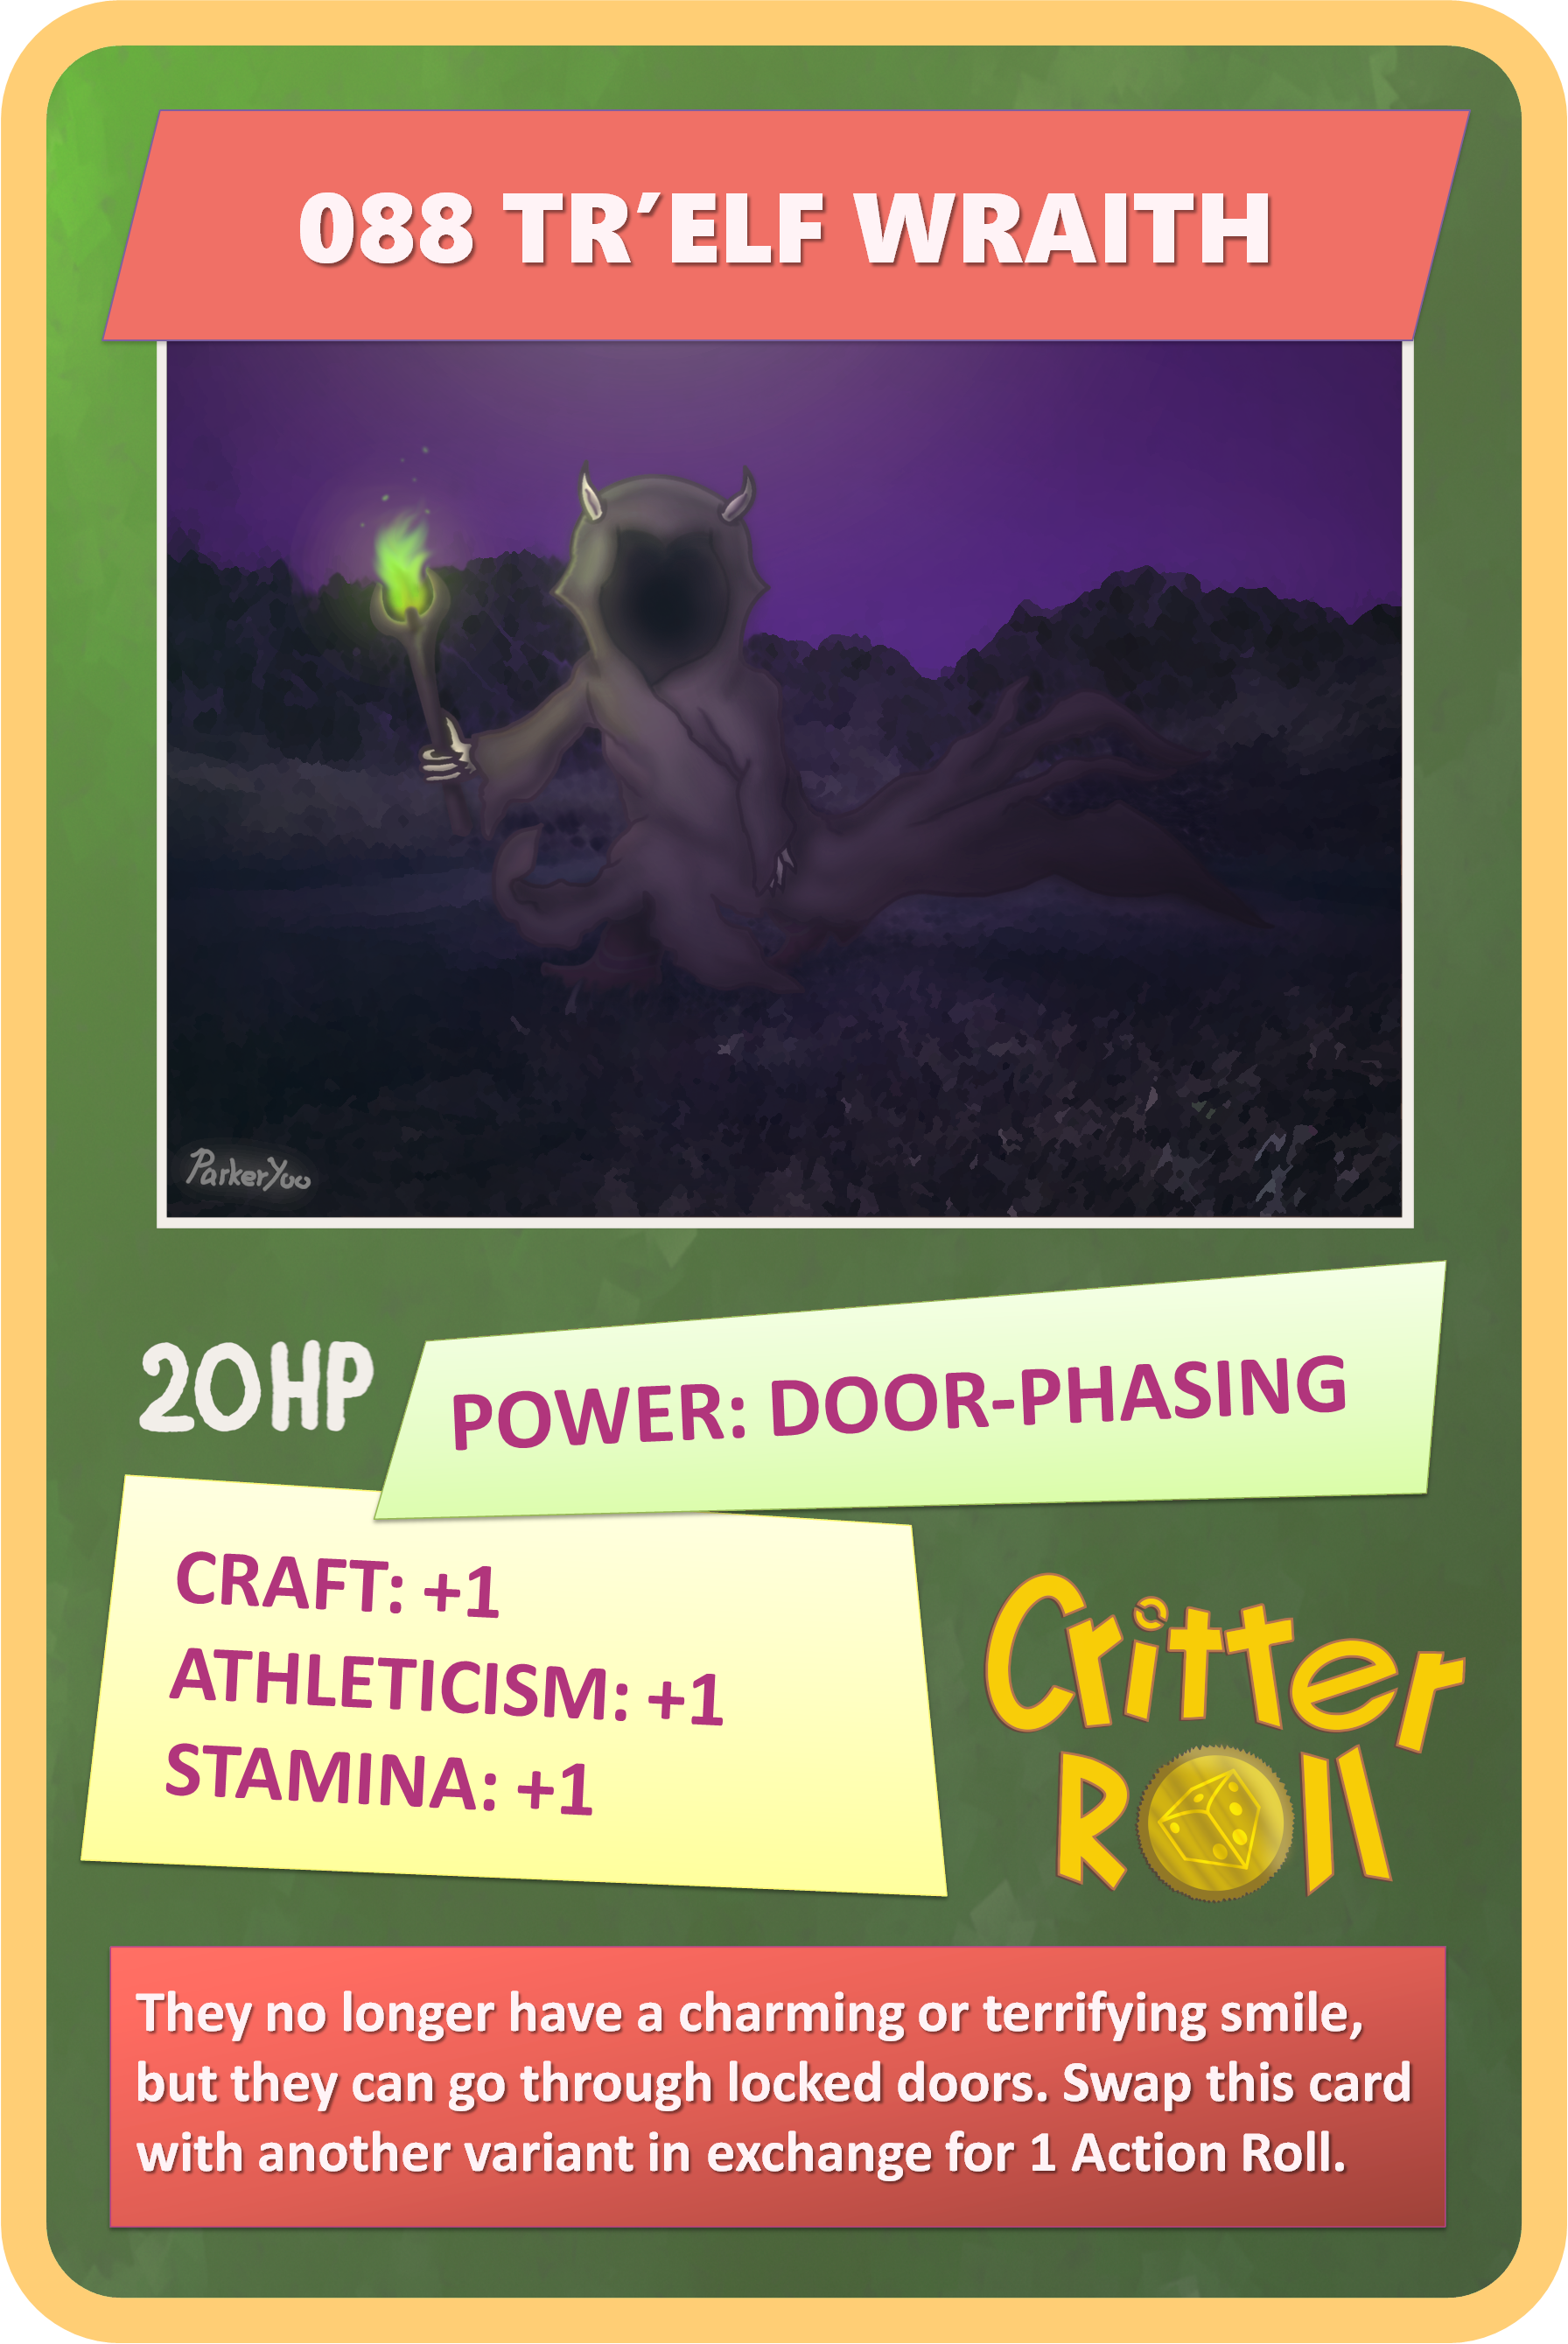 088 TR’ELF WRAITH
ParkerYoo
20HP
POWER: DOOR-PHASING
CRAFT: +1
ATHLETICISM: +1
STAMINA: +1
Critter
Roll
They no longer have a charming or terrifying smile,
but they can go through locked doors. Swap this card
with another variant in exchange for 1 Action Roll.